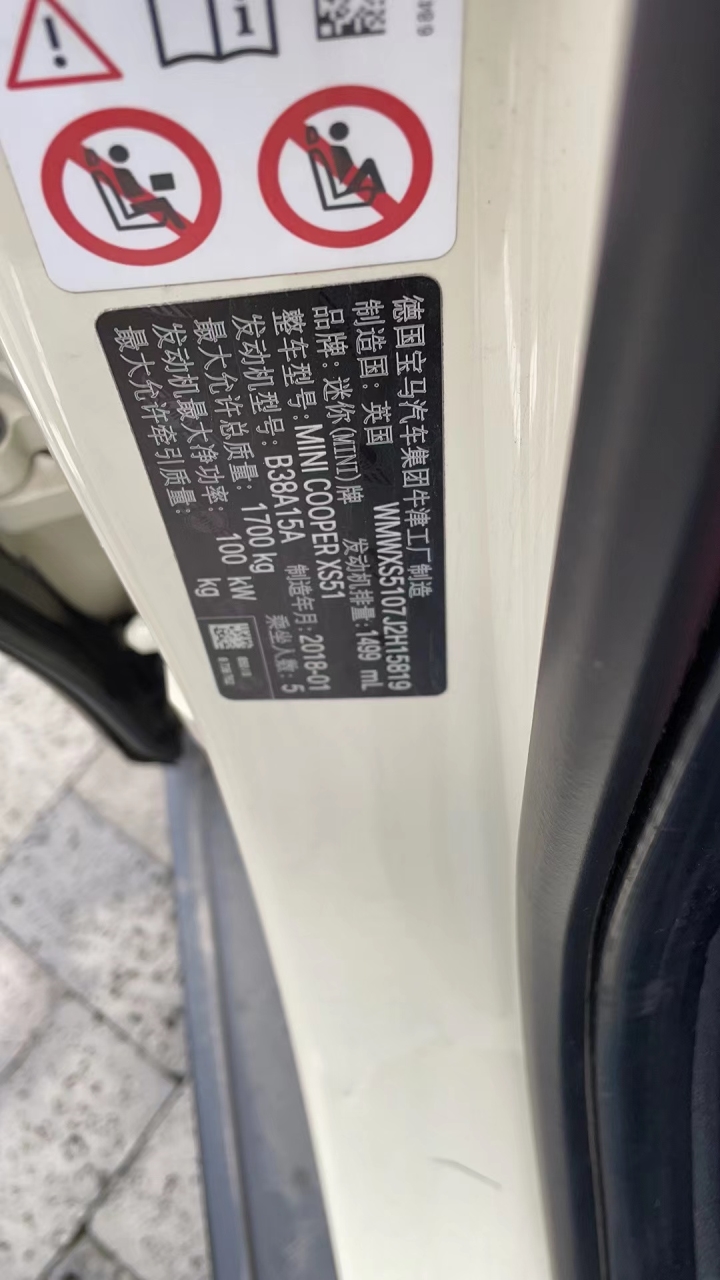 德国宝马汽车集团牛津工厂制造
制造国：英国 WMWXS5107J2H15819
品牌：迷你(MINI)牌 发动机排量：1499 mL
整车型号：MINI COOPER XS51
发动机型号：B38A15A 制造年月：2018-01
最大允许总质量：1700 kg 乘坐人数：5
发动机最大净功率：100 kW
最大允许牵引质量： kg